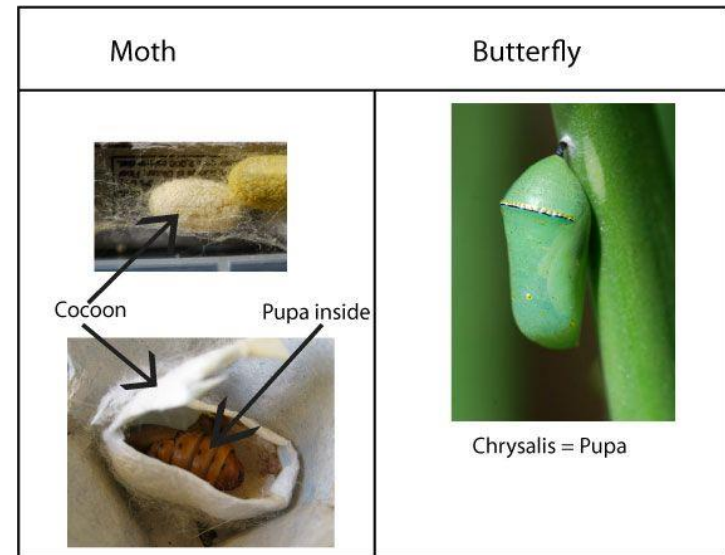 Moth
Butterfly
Cocoon
Pupa inside
Chrysalis = Pupa